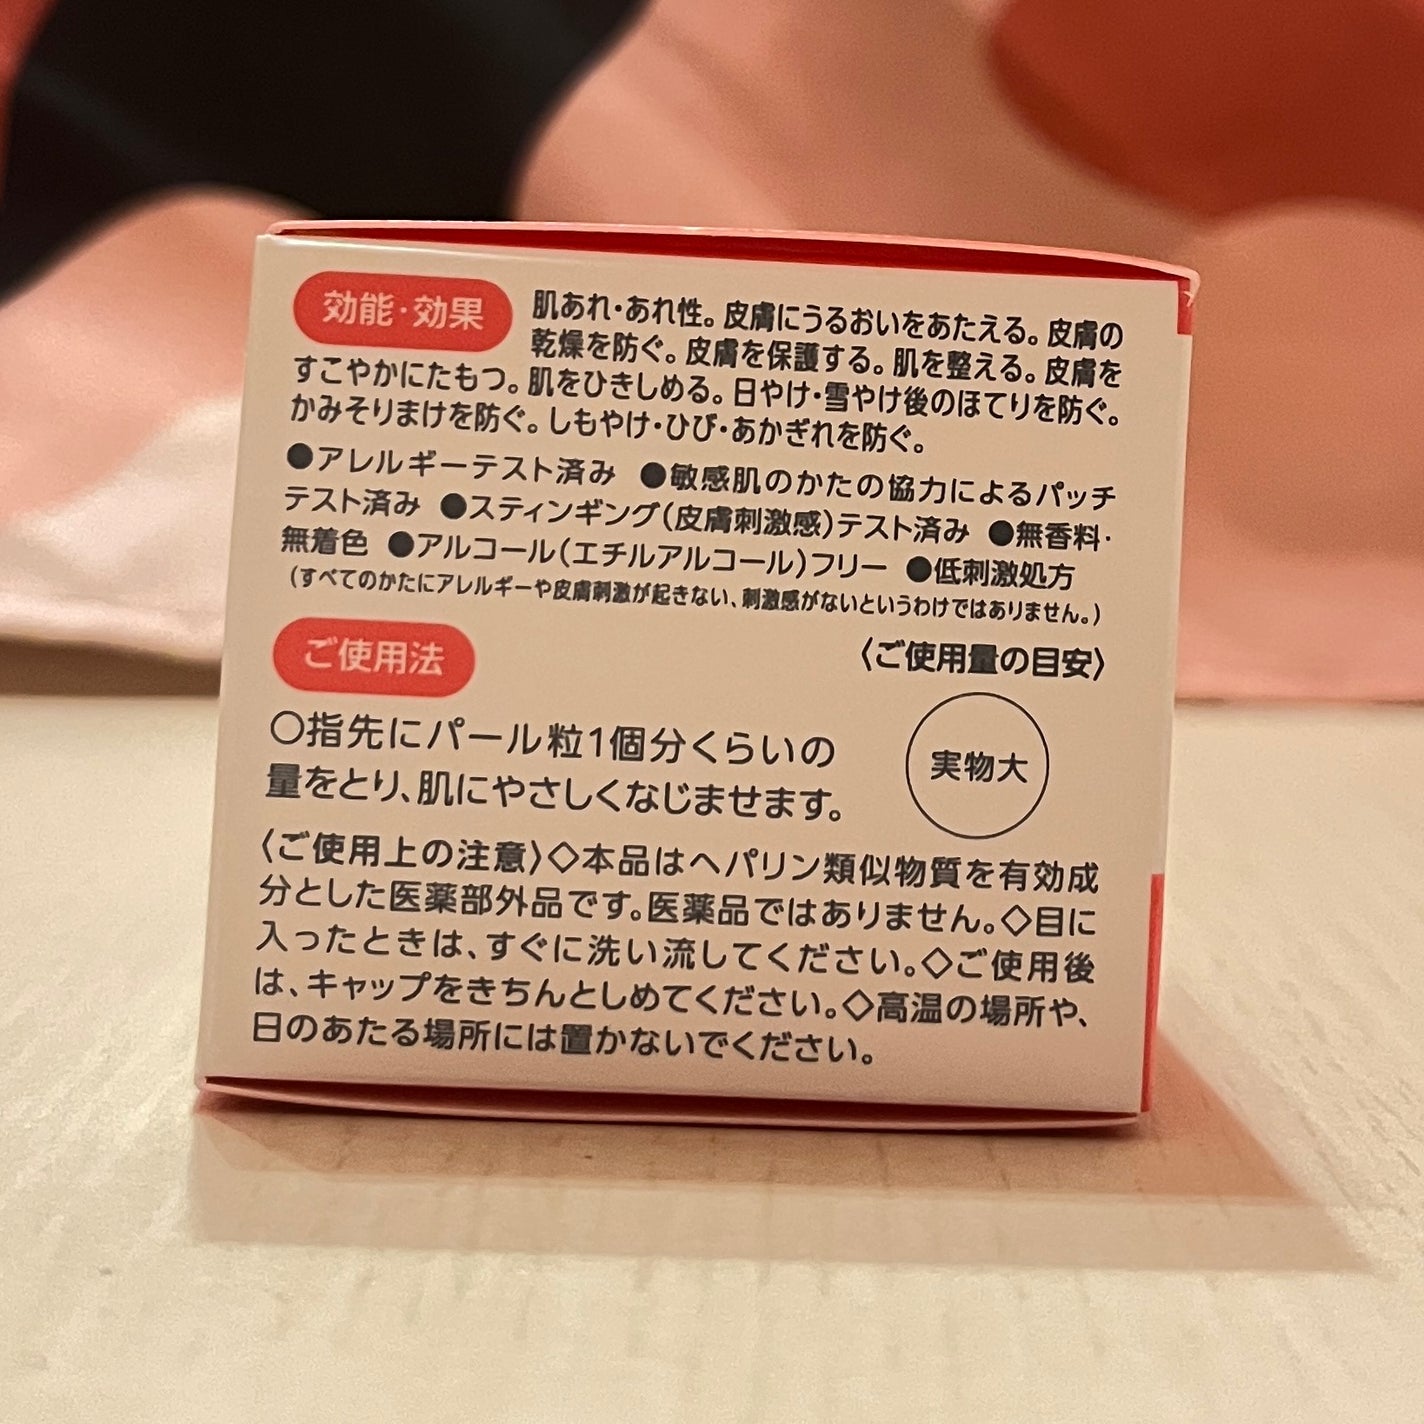 効能・効果
肌あれ・あれ性。皮膚にうるおいをあたえる。皮膚の
乾燥を防ぐ。皮膚を保護する。肌を整える。皮膚を
すこやかにたもつ。肌をひきしめる。日やけ・雪やけ後のほてりを防ぐ。
かみそりまけを防ぐ。しもやけ・ひび・あかぎれを防ぐ。
●アレルギーテスト済み ●敏感肌のかたの協力によるパッチ
テスト済み ●スティンギング(皮膚刺激感)テスト済み ●無香料・
無着色 ●アルコール(エチルアルコール)フリー ●低刺激処方
(すべてのかたにアレルギーや皮膚刺激が起きない、刺激感がないというわけではありません。)
ご使用法
〇指先にパール粒1個分くらいの
量をとり、肌にやさしくなじませます。
〈ご使用量の目安〉
実物大
〈ご使用上の注意〉◇本品はヘパリン類似物質を有効成
分とした医薬部外品です。医薬品ではありません。◇目に
入ったときは、すぐに洗い流してください。◇ご使用後
は、キャップをきちんとしめてください。◇高温の場所や、
日のあたる場所には置かないでください。